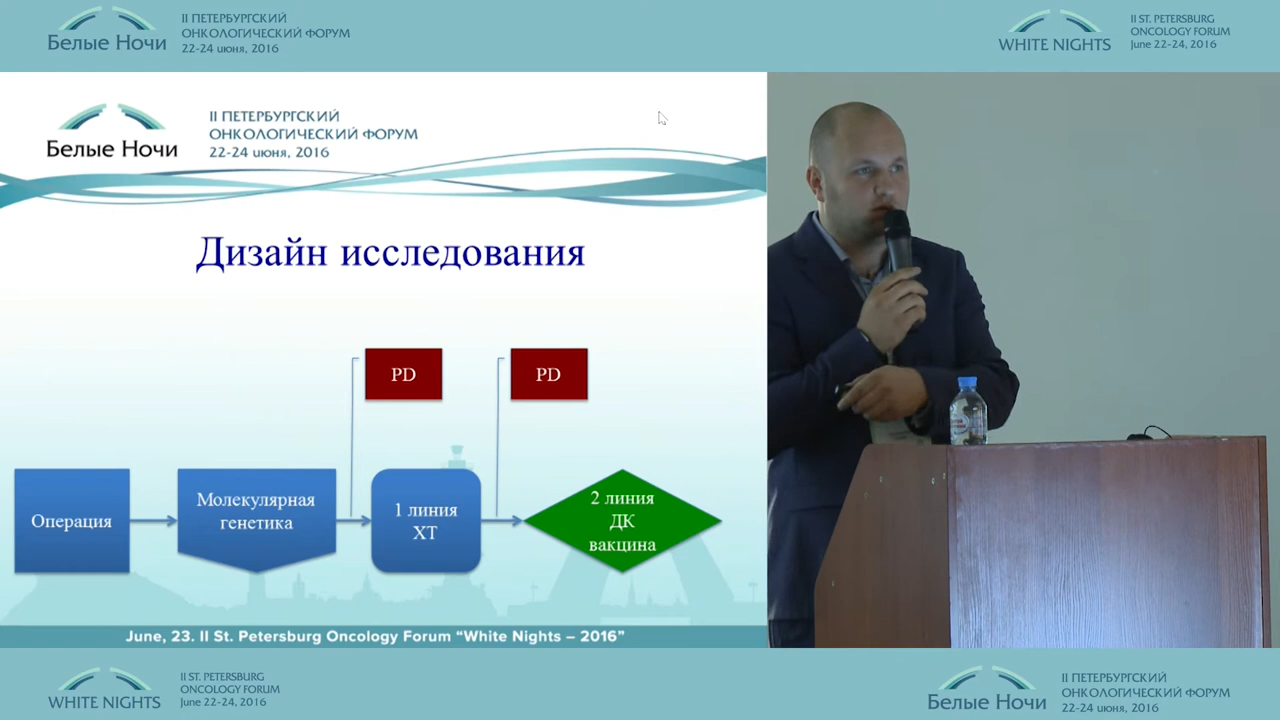 Белые Ночи
II ПЕТЕРБУРГСКИЙ
ОНКОЛОГИЧЕСКИЙ ФОРУМ
22-24 июня, 2016
WHITE NIGHTS
II ST. PETERSBURG
ONCOLOGY FORUM
June 22-24, 2016
Белые Ночи
II ПЕТЕРБУРГСКИЙ
ОНКОЛОГИЧЕСКИЙ ФОРУМ
22-24 июня, 2016
Дизайн исследования
PD
PD
Операция
Молекулярная
генетика
1 линия
ХТ
2 линия
ДК
вакцина
June, 23. II St. Petersburg Oncology Forum “White Nights – 2016”
WHITE NIGHTS
II ST. PETERSBURG
ONCOLOGY FORUM
June 22-24, 2016
Белые Ночи
II ПЕТЕРБУРГСКИЙ
ОНКОЛОГИЧЕСКИЙ ФОРУМ
22-24 июня, 2016